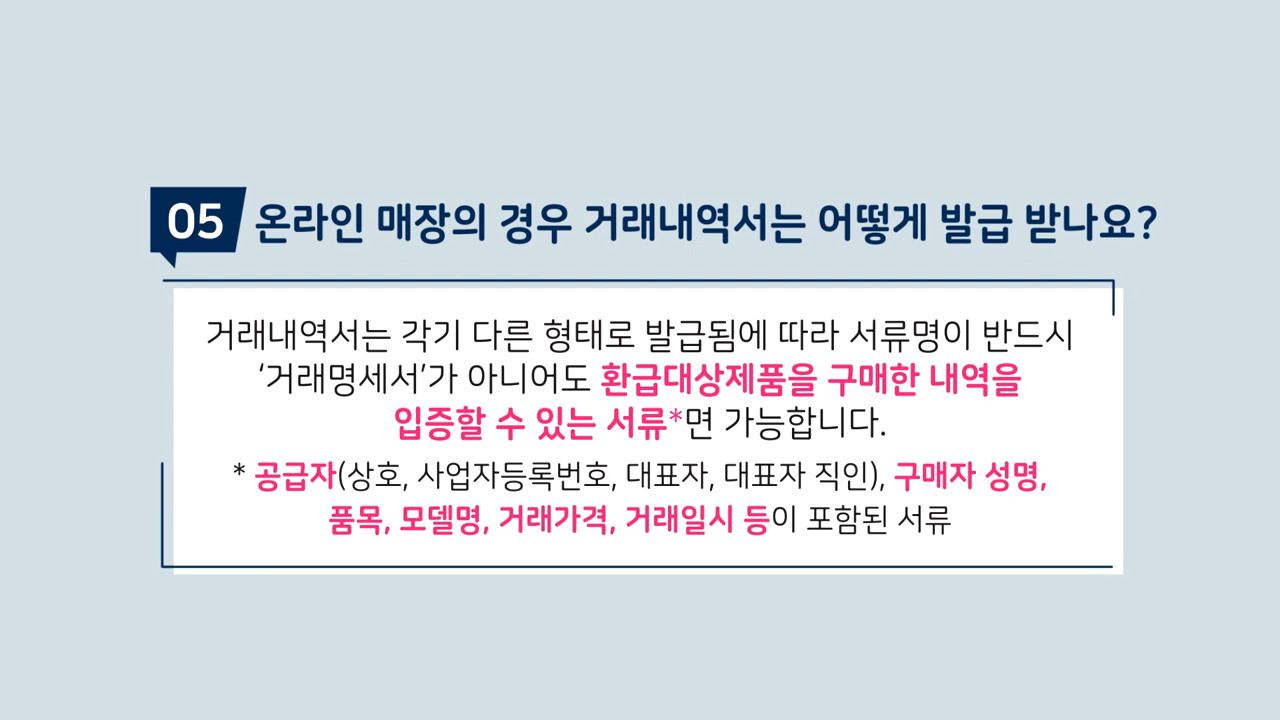 05 온라인 매장의 경우 거래내역서는 어떻게 발급 받나요?
거래내역서는 각기 다른 형태로 발급됨에 따라 서류명이 반드시
‘거래명세서’가 아니어도 환급대상제품을 구매한 내역을
입증할 수 있는 서류*면 가능합니다.
* 공급자(상호, 사업자등록번호, 대표자, 대표자 직인), 구매자 성명,
품목, 모델명, 거래가격, 거래일시 등이 포함된 서류